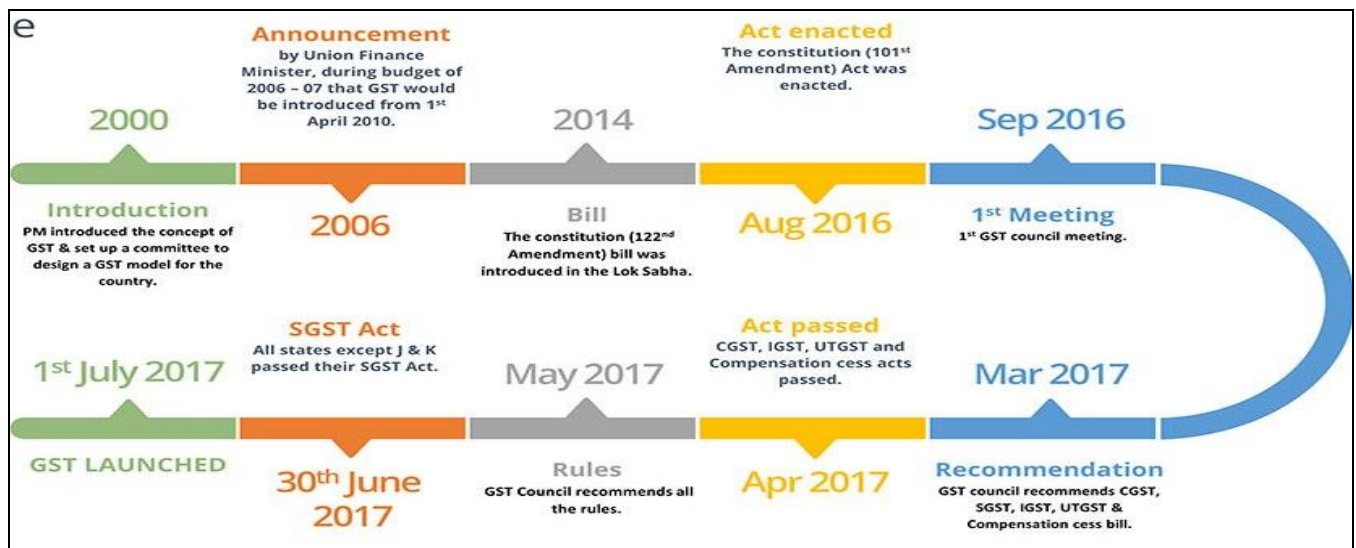 e
2000
Introduction
PM introduced the concept of
GST & set up a committee to
design a GST model for the
country.
Announcement
by Union Finance
Minister, during budget of
2006 – 07 that GST would
be introduced from 1st
April 2010.
2006
2014
Bill
The constitution (122nd
Amendment) bill was
introduced in the Lok Sabha.
Act enacted
The constitution (101st
Amendment) Act was
enacted.
Aug 2016
Sep 2016
1st Meeting
1st GST council meeting.
Mar 2017
Recommendation
GST council recommends CGST,
SGST, IGST, UTGST &
Compensation cess bill.
Act passed
CGST, IGST, UTGST and
Compensation cess acts
passed.
Apr 2017
May 2017
Rules
GST Council recommends all
the rules.
SGST Act
All states except J & K
passed their SGST Act.
30th June
2017
1st July 2017
GST LAUNCHED